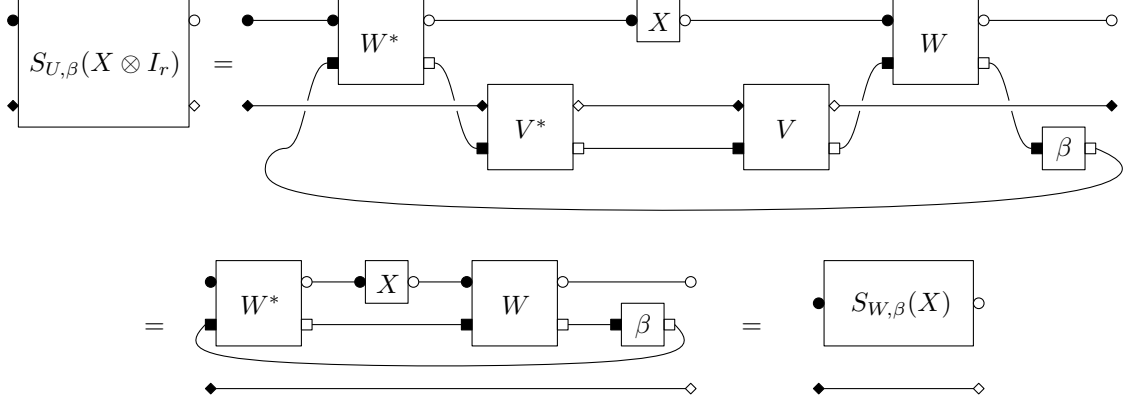 S_{U,β}(X ⊗ I_r) = W* X W
V* V β
= W* X W β = S_{W,β}(X)